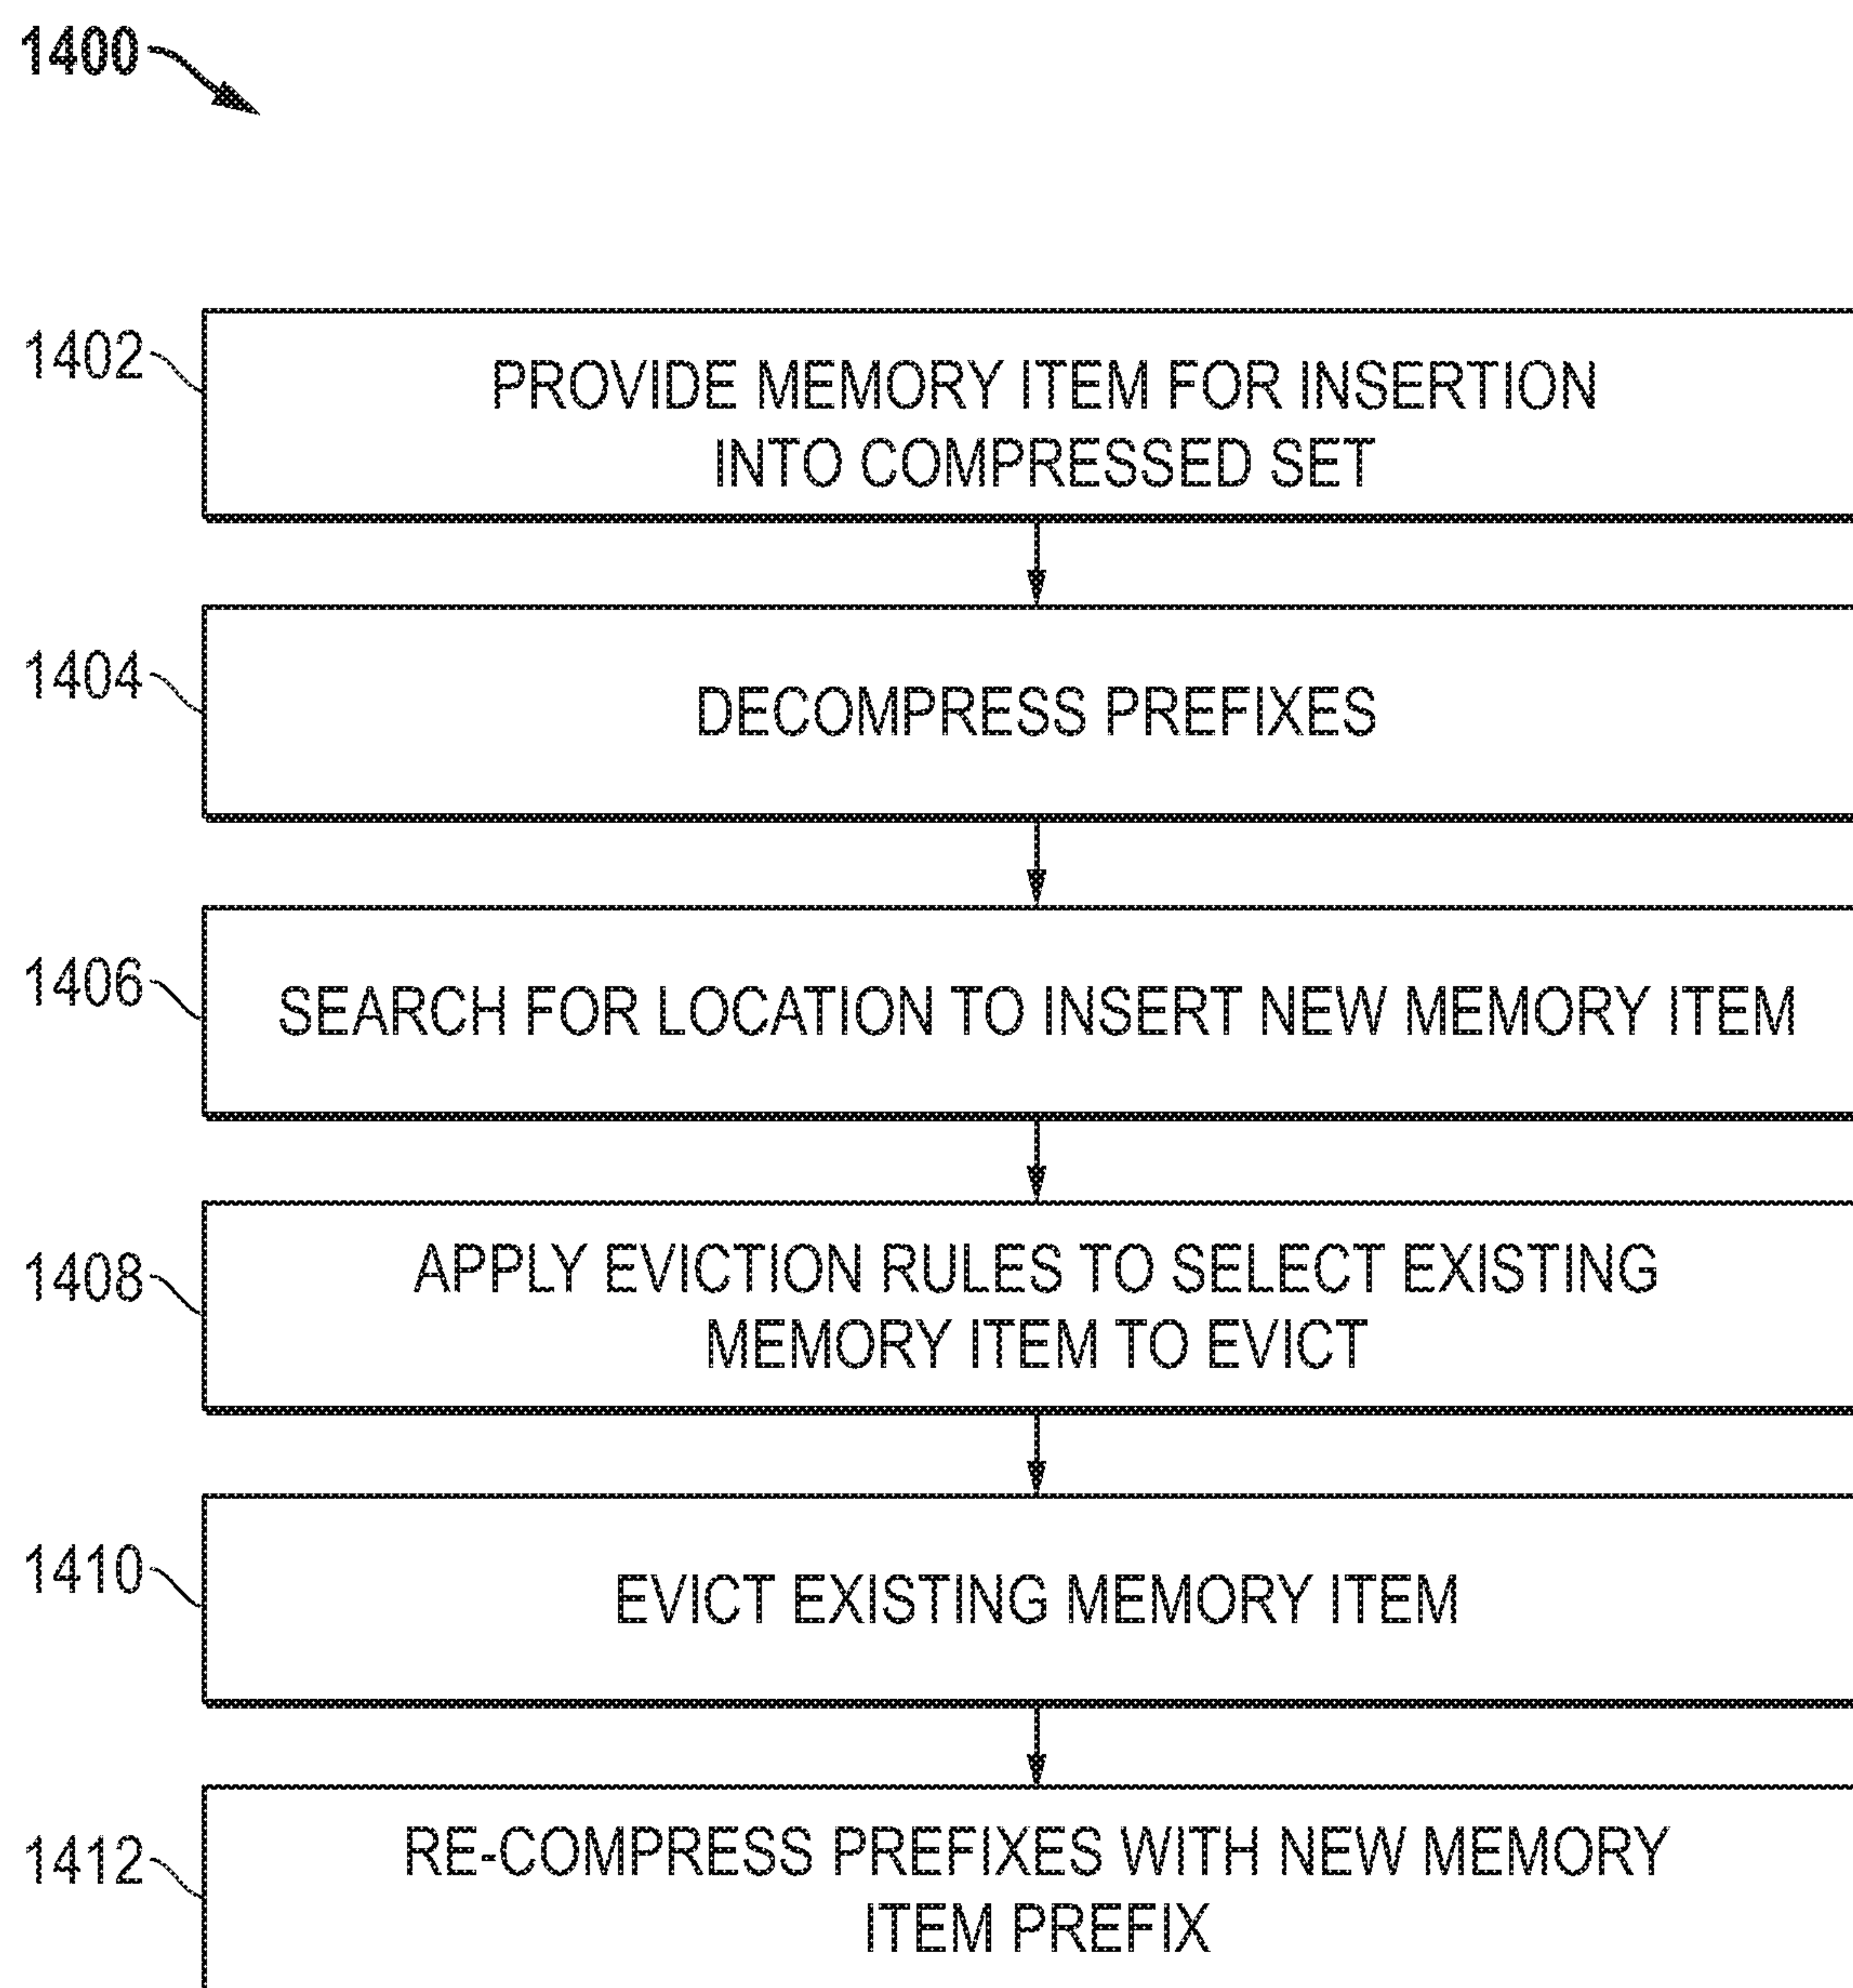 1400
1402
PROVIDE MEMORY ITEM FOR INSERTION
INTO COMPRESSED SET
1404
DECOMPRESS PREFIXES
1406
SEARCH FOR LOCATION TO INSERT NEW MEMORY ITEM
1408
APPLY EVICTION RULES TO SELECT EXISTING
MEMORY ITEM TO EVICT
1410
EVICT EXISTING MEMORY ITEM
1412
RE-COMPRESS PREFIXES WITH NEW MEMORY
ITEM PREFIX